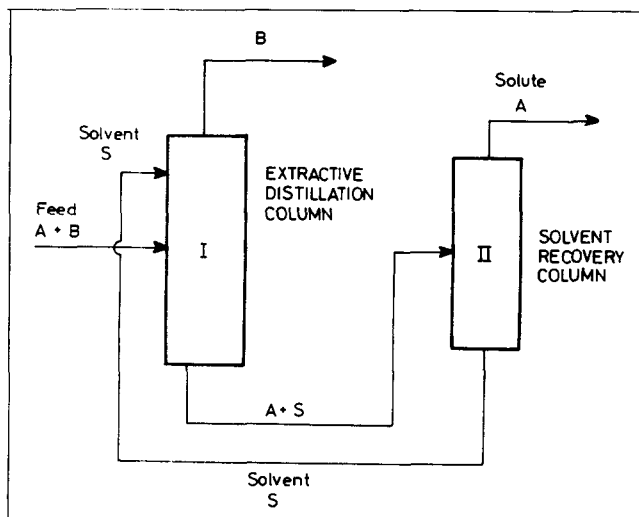 B
Solute
A
Solvent
S
EXTRACTIVE
DISTILLATION
COLUMN
Feed
A + B
I
II
SOLVENT
RECOVERY
COLUMN
A + S
Solvent
S